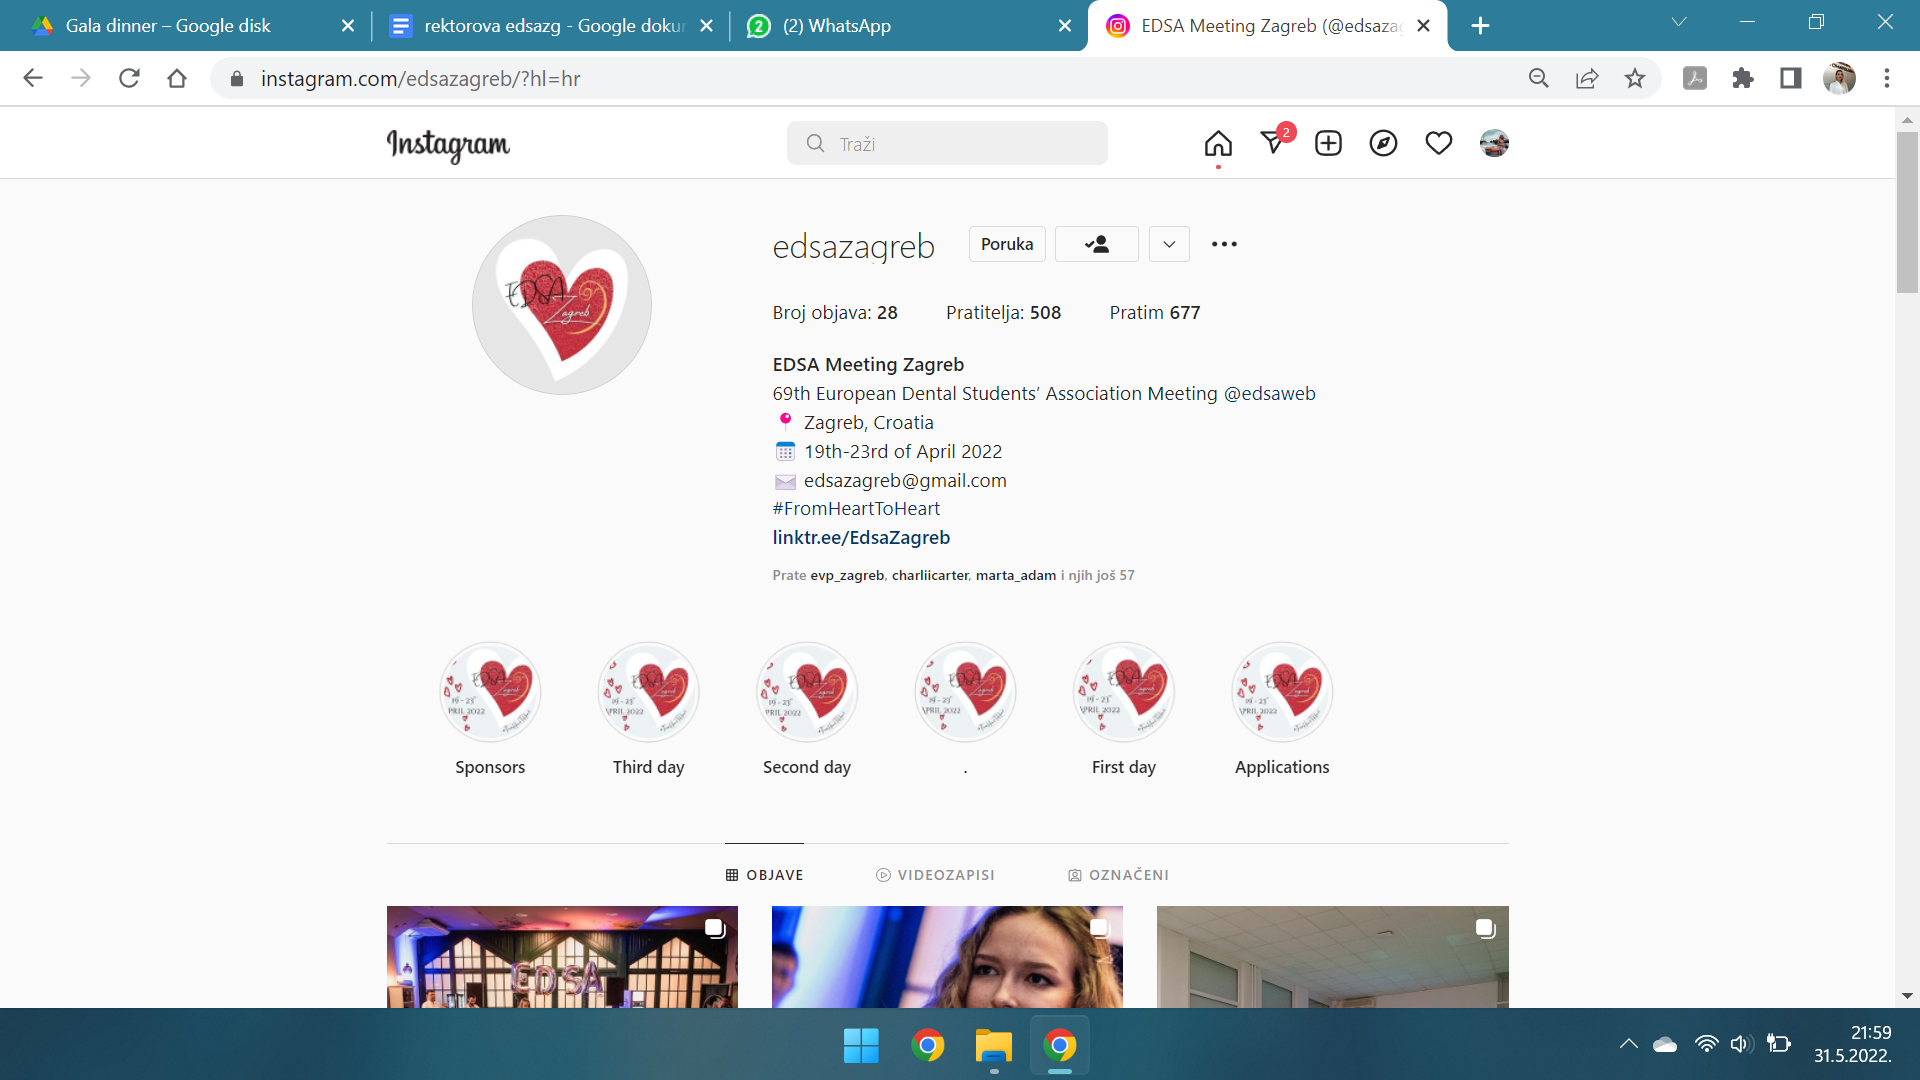 Gala dinner – Google disk
rektorova edsazg - Google doku
(2) WhatsApp
EDSA Meeting Zagreb (@edsazag
instagram.com/edsazagreb/?hl=hr
Instagram
Traži
2
edsazagreb
Poruka
Broj objava: 28 Pratitelja: 508 Pratim 677
EDSA Meeting Zagreb
69th European Dental Students’ Association Meeting @edsaweb
Zagreb, Croatia
19th-23rd of April 2022
edsazagreb@gmail.com
#FromHeartToHeart
linktr.ee/EdsaZagreb
Prate evp_zagreb, charliicarter, marta_adam i njih još 57
EDSA
Zagreb
Sponsors
Third day
Second day
.
First day
Applications
OBJAVE
VIDEOZAPISI
OZNAČENI
EDSA
21:59
31.5.2022.